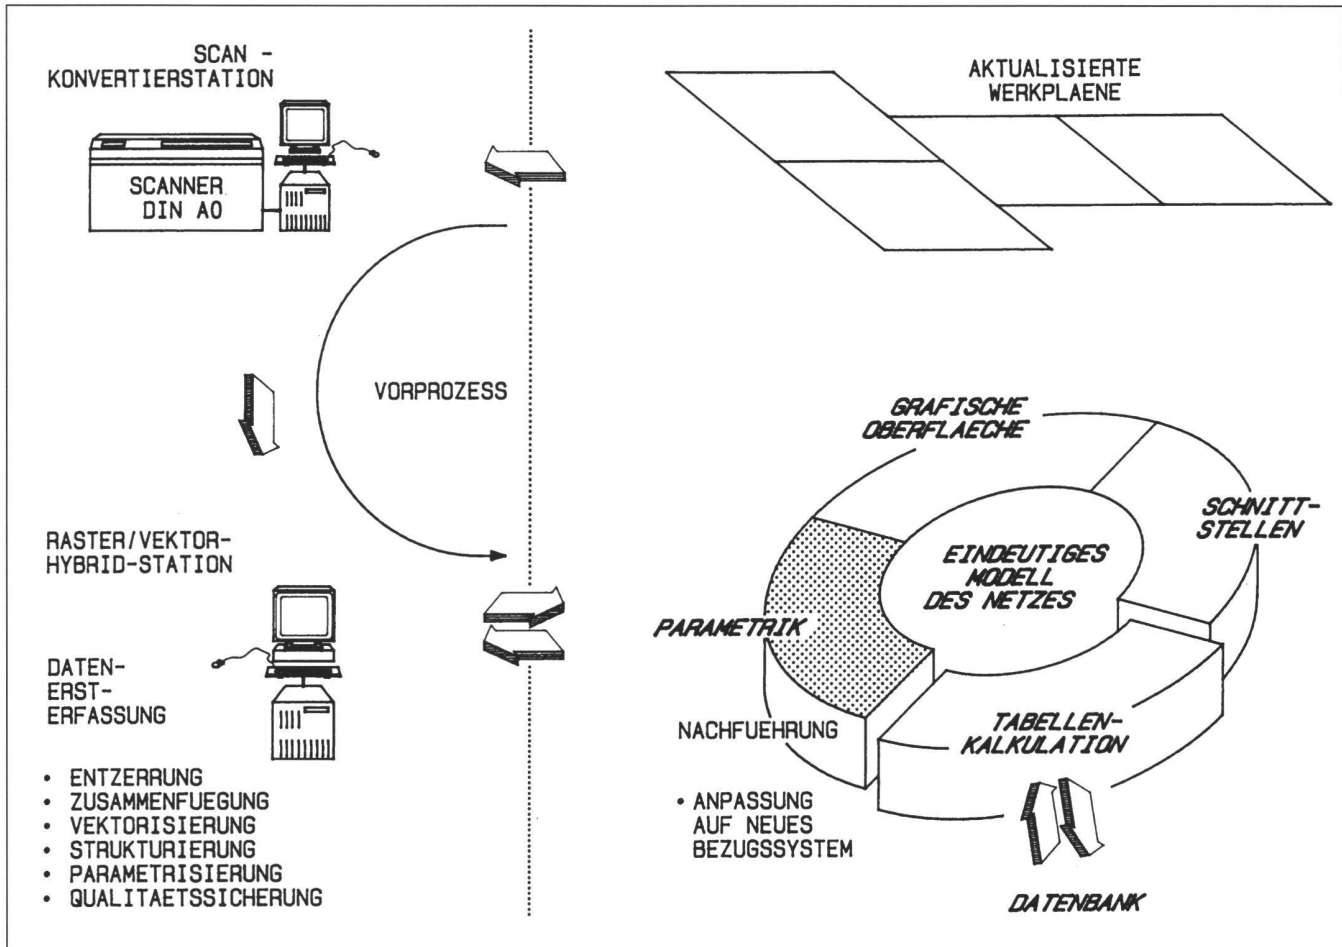 SCAN -
KONVERTIERSTATION
SCANNER
DIN A0
VORPROZESS
RASTER/VEKTOR-
HYBRID-STATION
DATEN-
ERST-
ERFASSUNG
• ENTZERRUNG
• ZUSAMMENFUEGUNG
• VEKTORISIERUNG
• STRUKTURIERUNG
• PARAMETRISIERUNG
• QUALITAETSSICHERUNG
AKTUALISIERTE
WERKPLAENE
GRAFISCHE
OBERFLAECHE
SCHNITT-
STELLEN
EINDEUTIGES
MODELL
DES NETZES
PARAMETRIK
NACHFUEHRUNG
TABELLEN-
KALKULATION
• ANPASSUNG
AUF NEUES
BEZUGSSYSTEM
DATENBANK